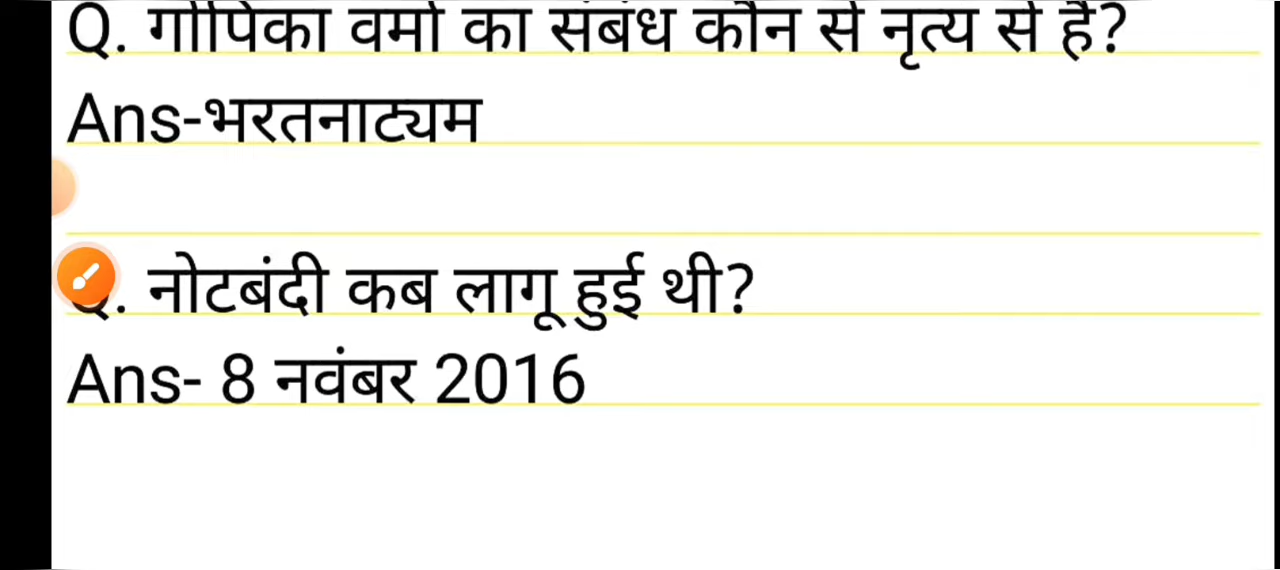 Q. गोपिका वर्मा का संबंध कौन से नृत्य से है?
Ans-भरतनाट्यम
Q. नोटबंदी कब लागू हुई थी?
Ans- 8 नवंबर 2016